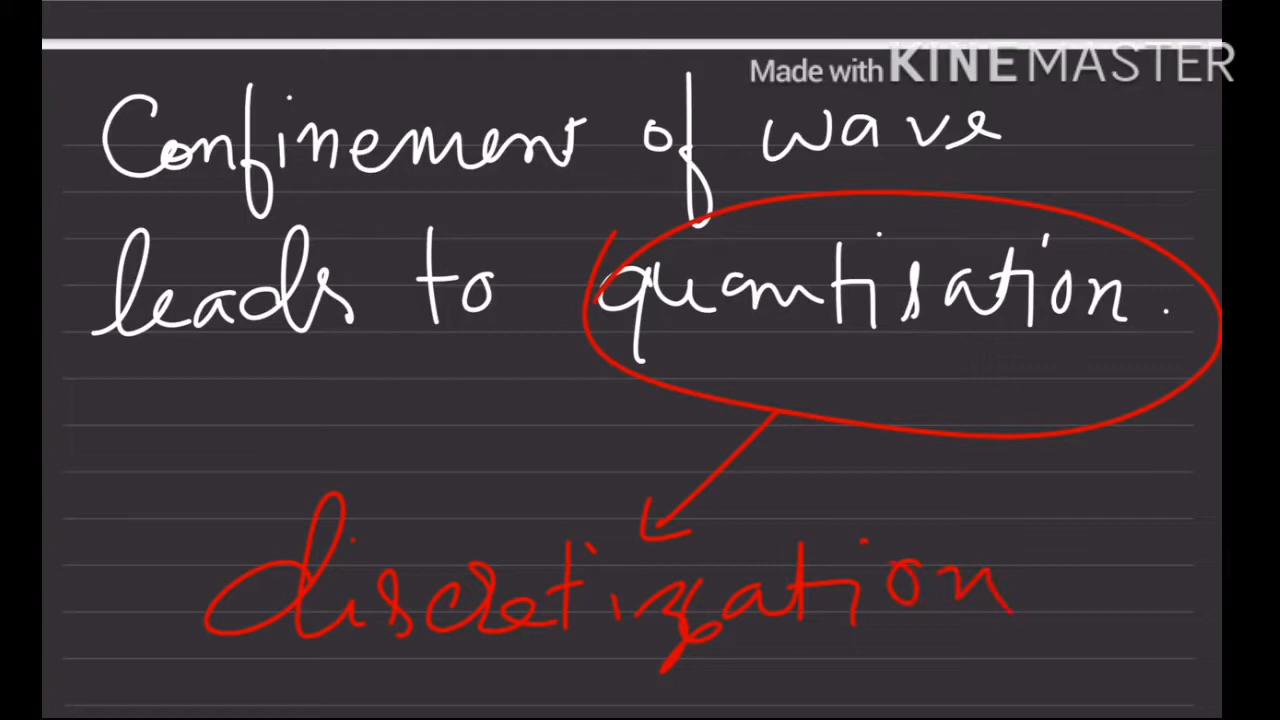 Made with KINEMASTER
Confinement of wave
leads to quantisation.
discretization